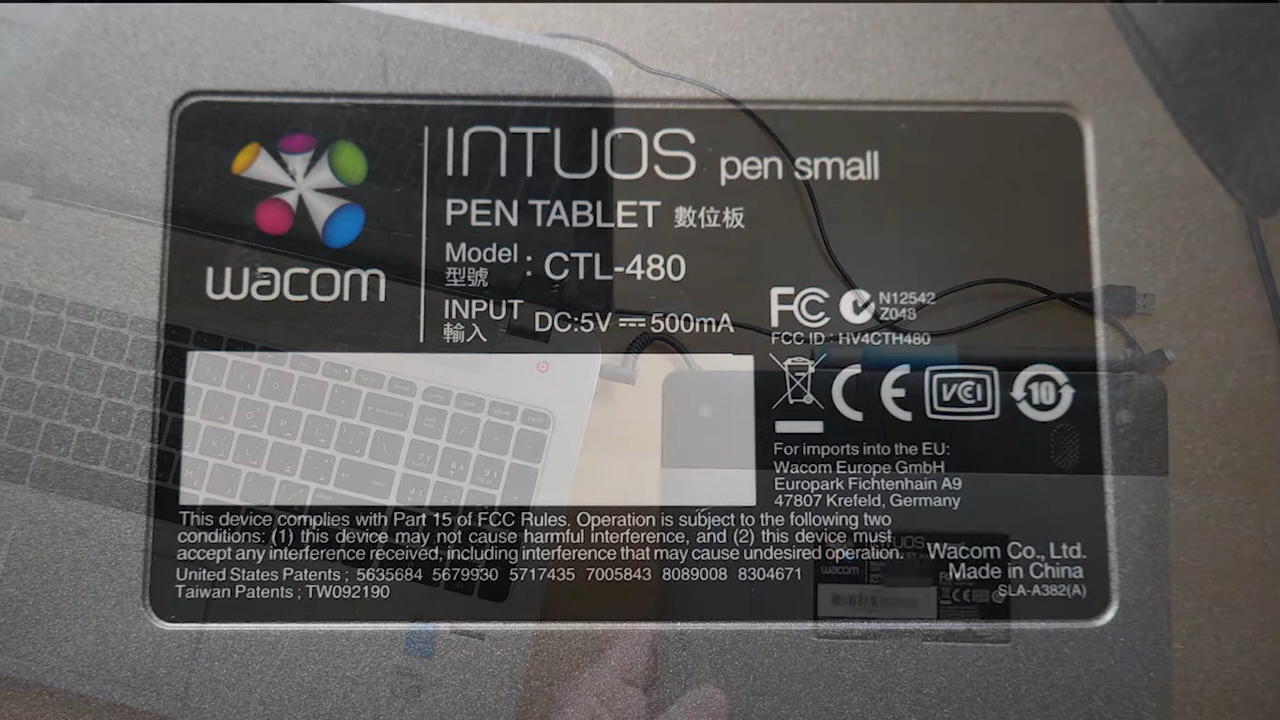 INTUOS pen small
PEN TABLET 數位板
Model : CTL-480
型號
INPUT DC:5V 500mA
輸入
wacom
FC N12542
Z048
FCC ID : HV4CTH480
CE VCI 10
For imports into the EU:
Wacom Europe GmbH
Europark Fichtenhain A9
47807 Krefeld, Germany
This device complies with Part 15 of FCC Rules. Operation is subject to the following two
conditions: (1) this device may not cause harmful interference, and (2) this device must
accept any interference received, including interference that may cause undesired operation.
United States Patents ; 5635684 5679930 5717435 7005843 8089008 8304671
Taiwan Patents ; TW092190
Wacom Co., Ltd.
Made in China
SLA-A382(A)
wacom